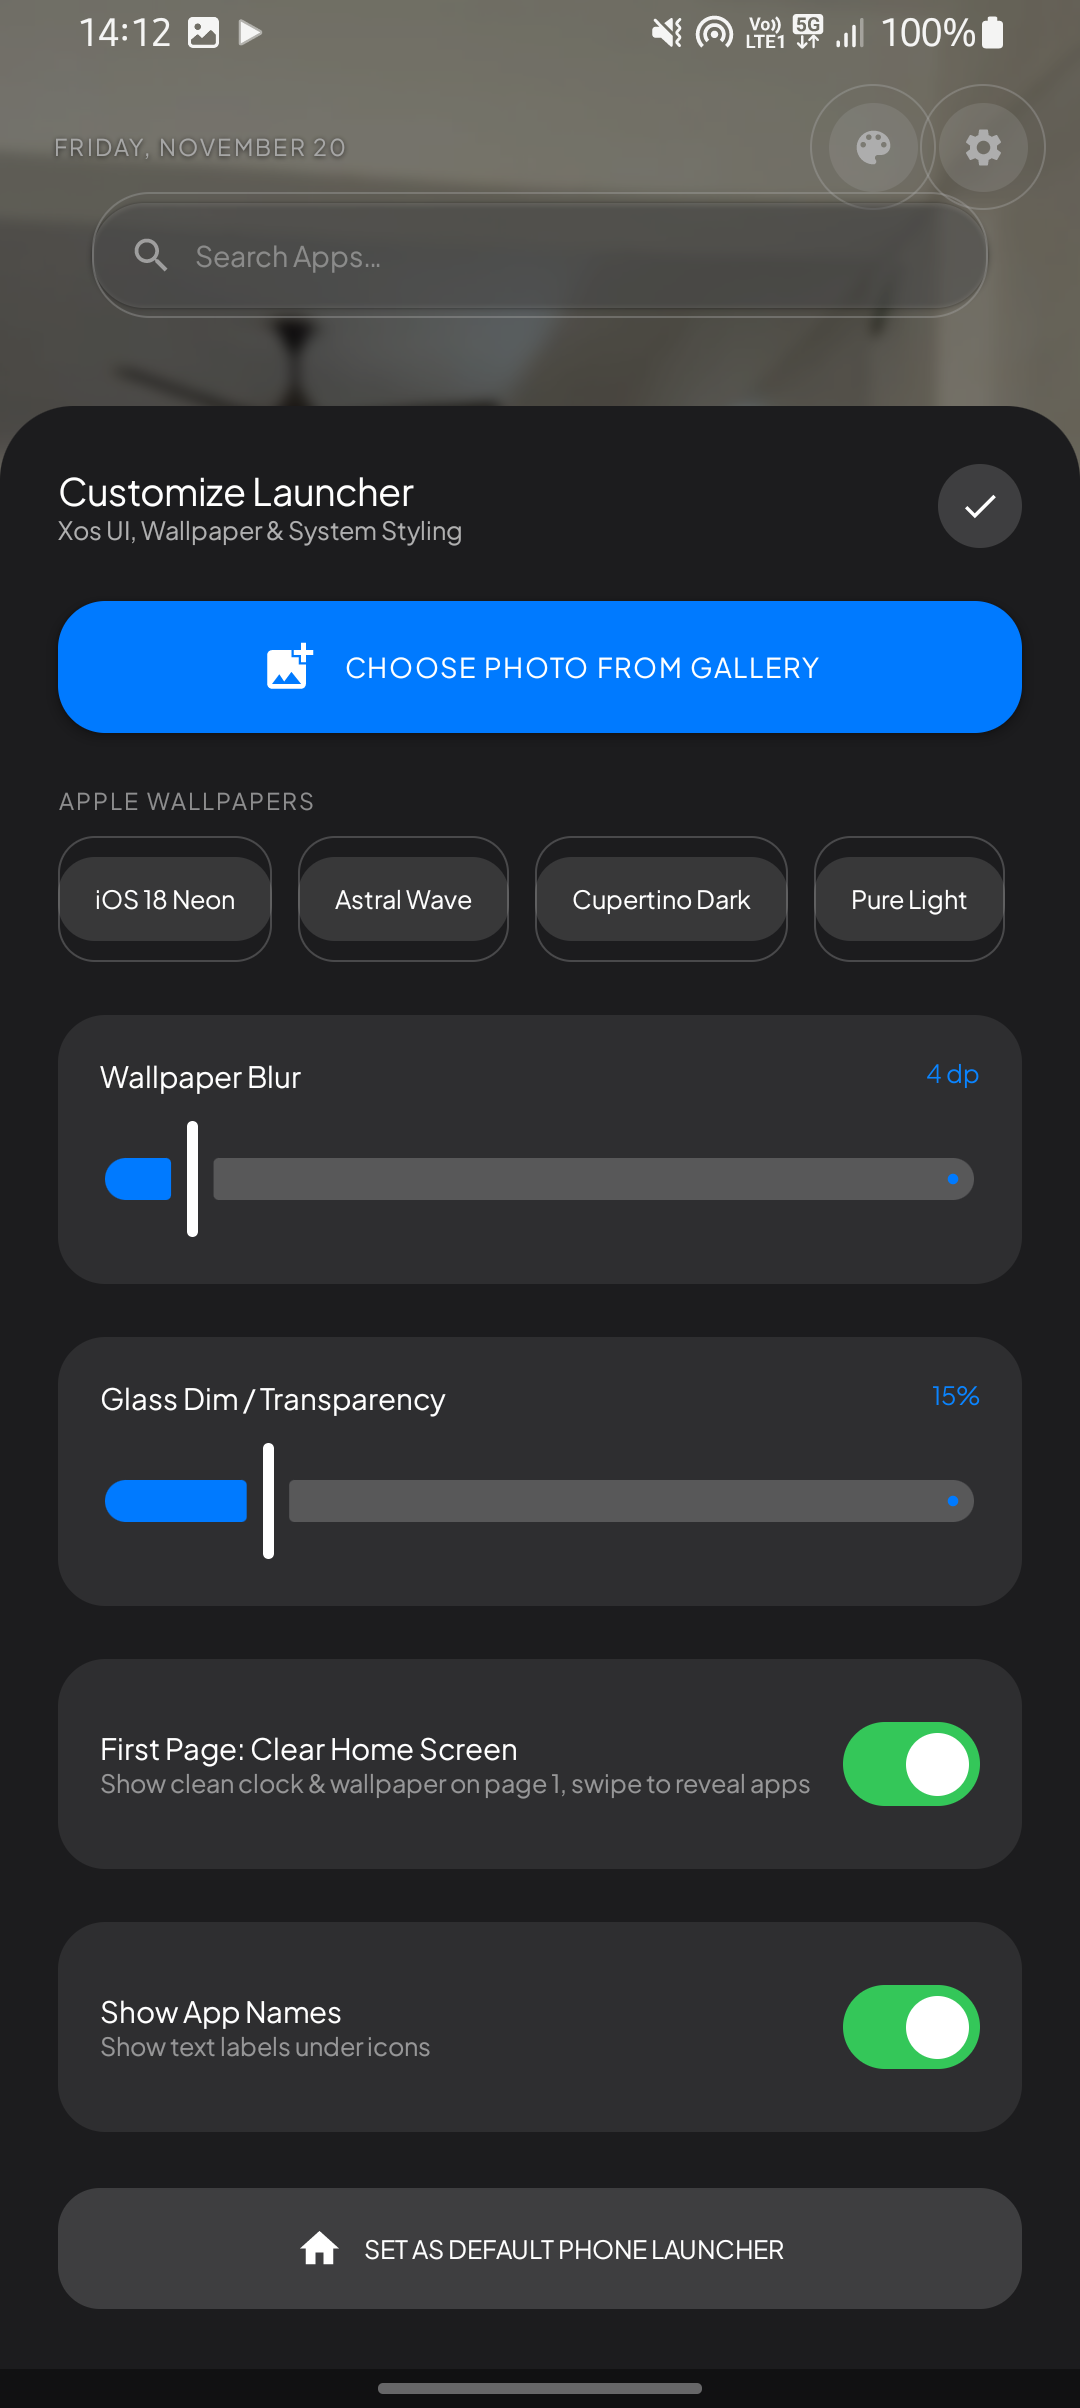 14:12
Vo)) LTE1 5G 100%
FRIDAY, NOVEMBER 20
Search Apps...
Customize Launcher
Xos UI, Wallpaper & System Styling
CHOOSE PHOTO FROM GALLERY
APPLE WALLPAPERS
iOS 18 Neon
Astral Wave
Cupertino Dark
Pure Light
Wallpaper Blur
4 dp
Glass Dim / Transparency
15%
First Page: Clear Home Screen
Show clean clock & wallpaper on page 1, swipe to reveal apps
Show App Names
Show text labels under icons
SET AS DEFAULT PHONE LAUNCHER